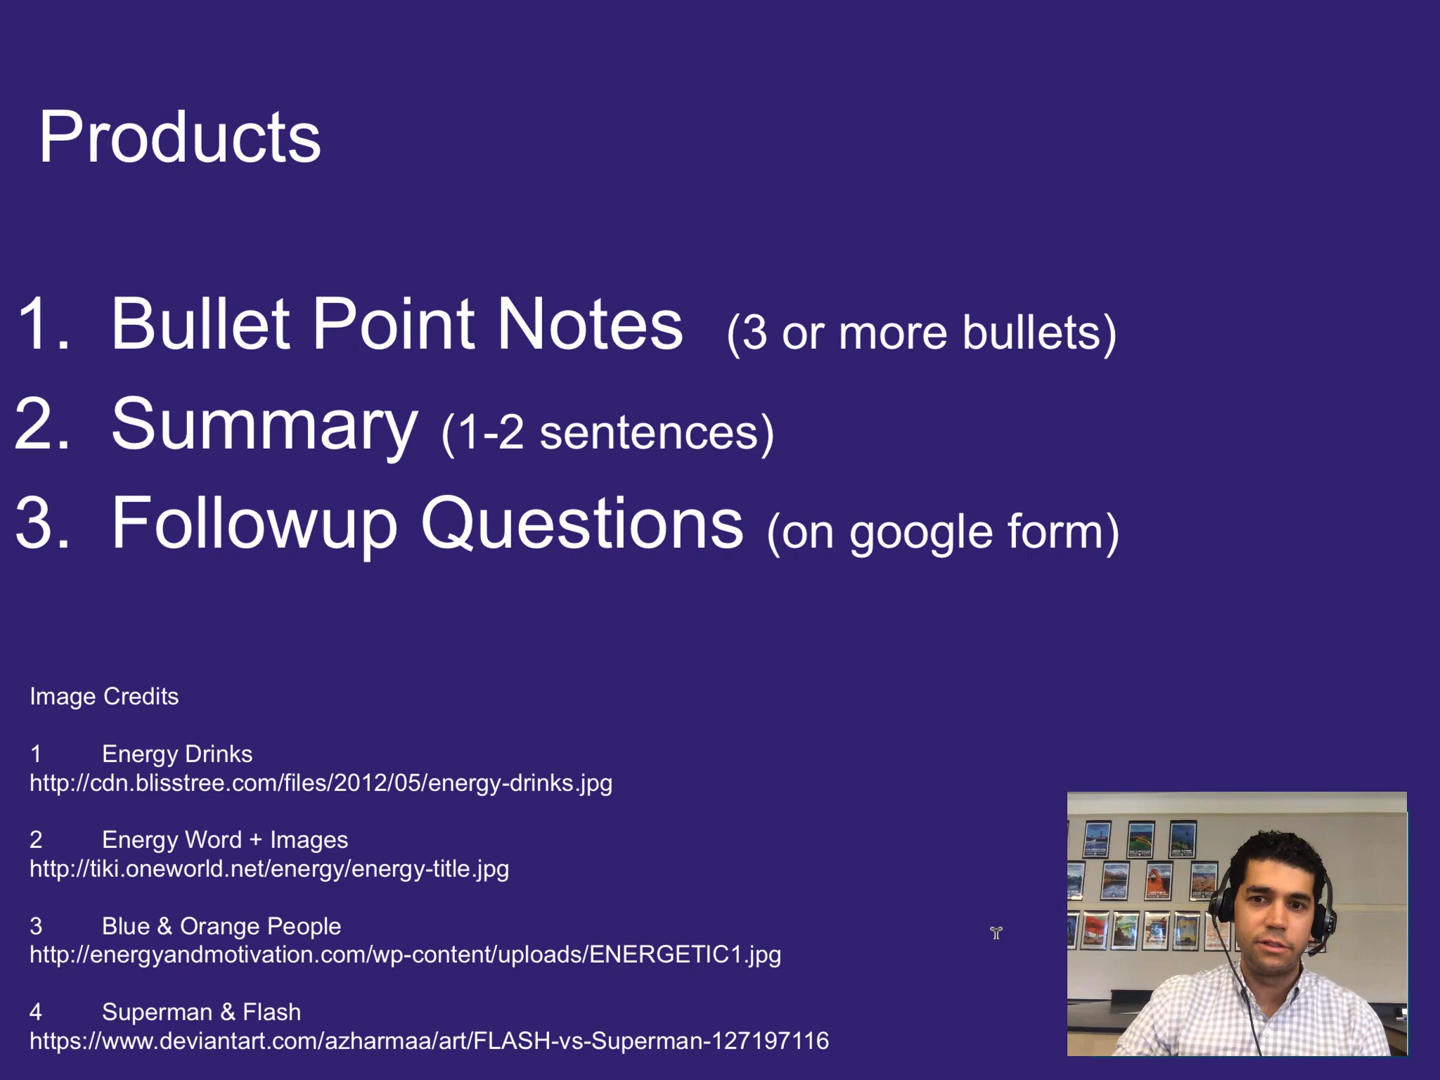 Products
1. Bullet Point Notes (3 or more bullets)
2. Summary (1-2 sentences)
3. Followup Questions (on google form)
Image Credits
1 Energy Drinks
http://cdn.blisstree.com/files/2012/05/energy-drinks.jpg
2 Energy Word + Images
http://tiki.oneworld.net/energy/energy-title.jpg
3 Blue & Orange People
http://energyandmotivation.com/wp-content/uploads/ENERGETIC1.jpg
4 Superman & Flash
https://www.deviantart.com/azharmaa/art/FLASH-vs-Superman-127197116